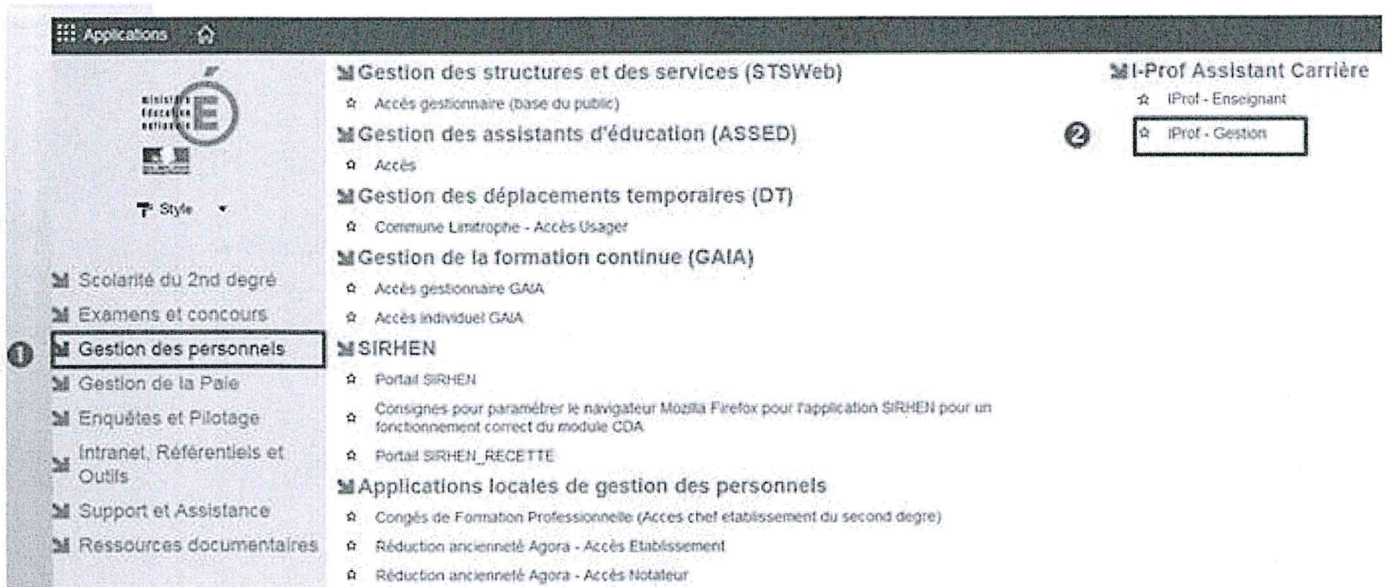 Applications
ministère
éducation
nationale
Style
Scolarité du 2nd degré
Examens et concours
1
Gestion des personnels
Gestion de la Paie
Enquêtes et Pilotage
Intranet, Référentiels et
Outils
Support et Assistance
Ressources documentaires
Gestion des structures et des services (STSWeb)
Accès gestionnaire (base du public)
Gestion des assistants d'éducation (ASSED)
Accès
Gestion des déplacements temporaires (DT)
Commune Limitrophe - Accès Usager
Gestion de la formation continue (GAIA)
Accès gestionnaire GAIA
Accès individuel GAIA
SIRHEN
Portail SIRHEN
Consignes pour paramétrer le navigateur Mozilla Firefox pour l'application SIRHEN pour un
fonctionnement correct du module CDA
Portail SIRHEN_RECETTE
Applications locales de gestion des personnels
Congés de Formation Professionnelle (Acces chef etablissement du second degre)
Réduction ancienneté Agora - Accès Etablissement
Réduction ancienneté Agora - Accès Notateur
I-Prof Assistant Carrière
IProf - Enseignant
2
IProf - Gestion